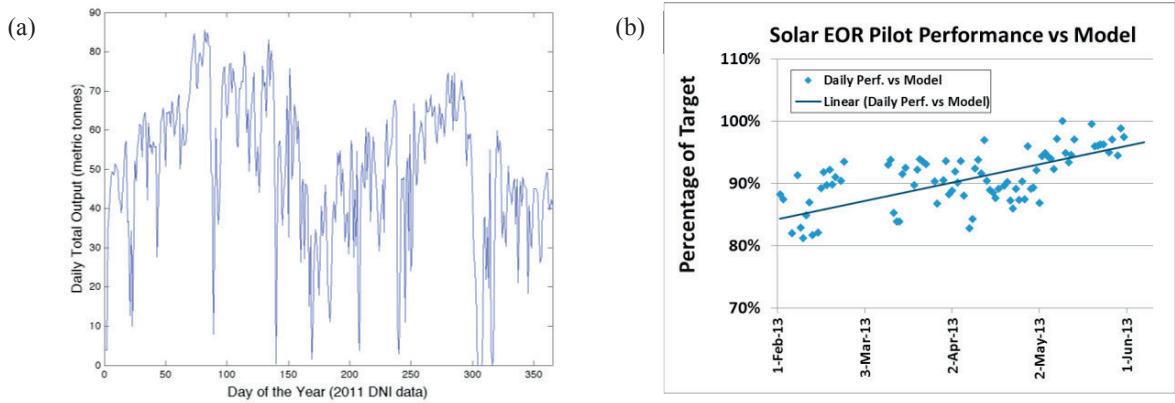 (a)
90
80
70
60
50
40
30
20
10
0
Daily Total Output (metric tonnes)
0 50 100 150 200 250 300 350
Day of the Year (2011 DNI data)
(b)
Solar EOR Pilot Performance vs Model
110%
100%
90%
80%
70%
Percentage of Target
Daily Perf. vs Model
Linear (Daily Perf. vs Model)
1-Feb-13
3-Mar-13
2-Apr-13
2-May-13
1-Jun-13